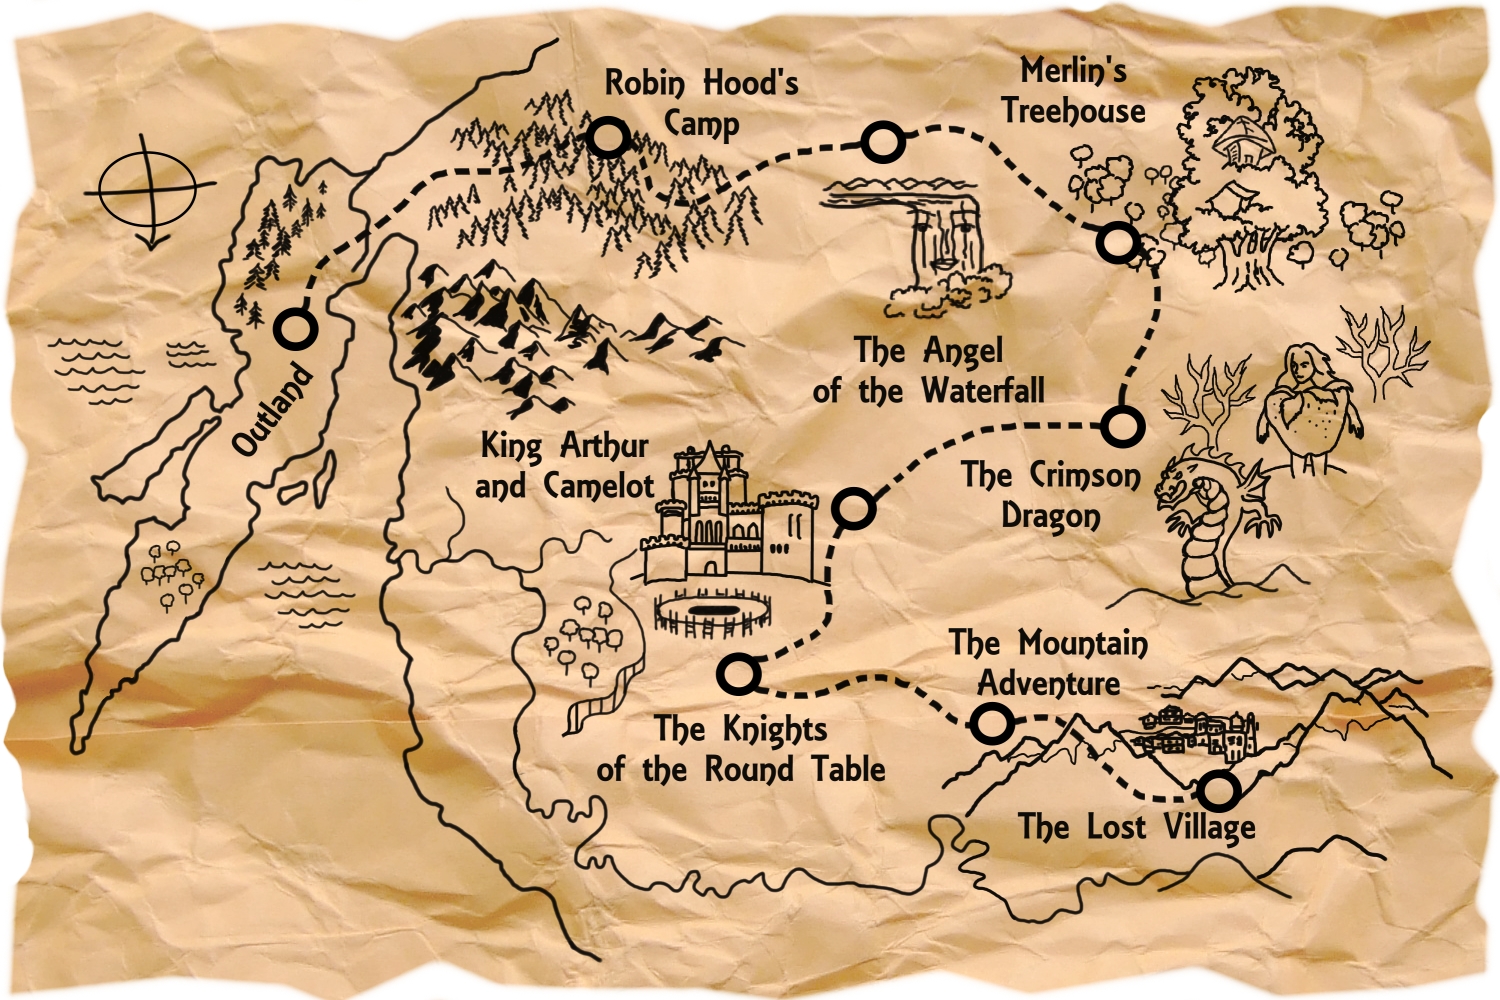 Robin Hood's
Camp
Merlin's
Treehouse
Outland
The Angel
of the Waterfall
King Arthur
and Camelot
The Crimson
Dragon
The Mountain
Adventure
The Knights
of the Round Table
The Lost Village